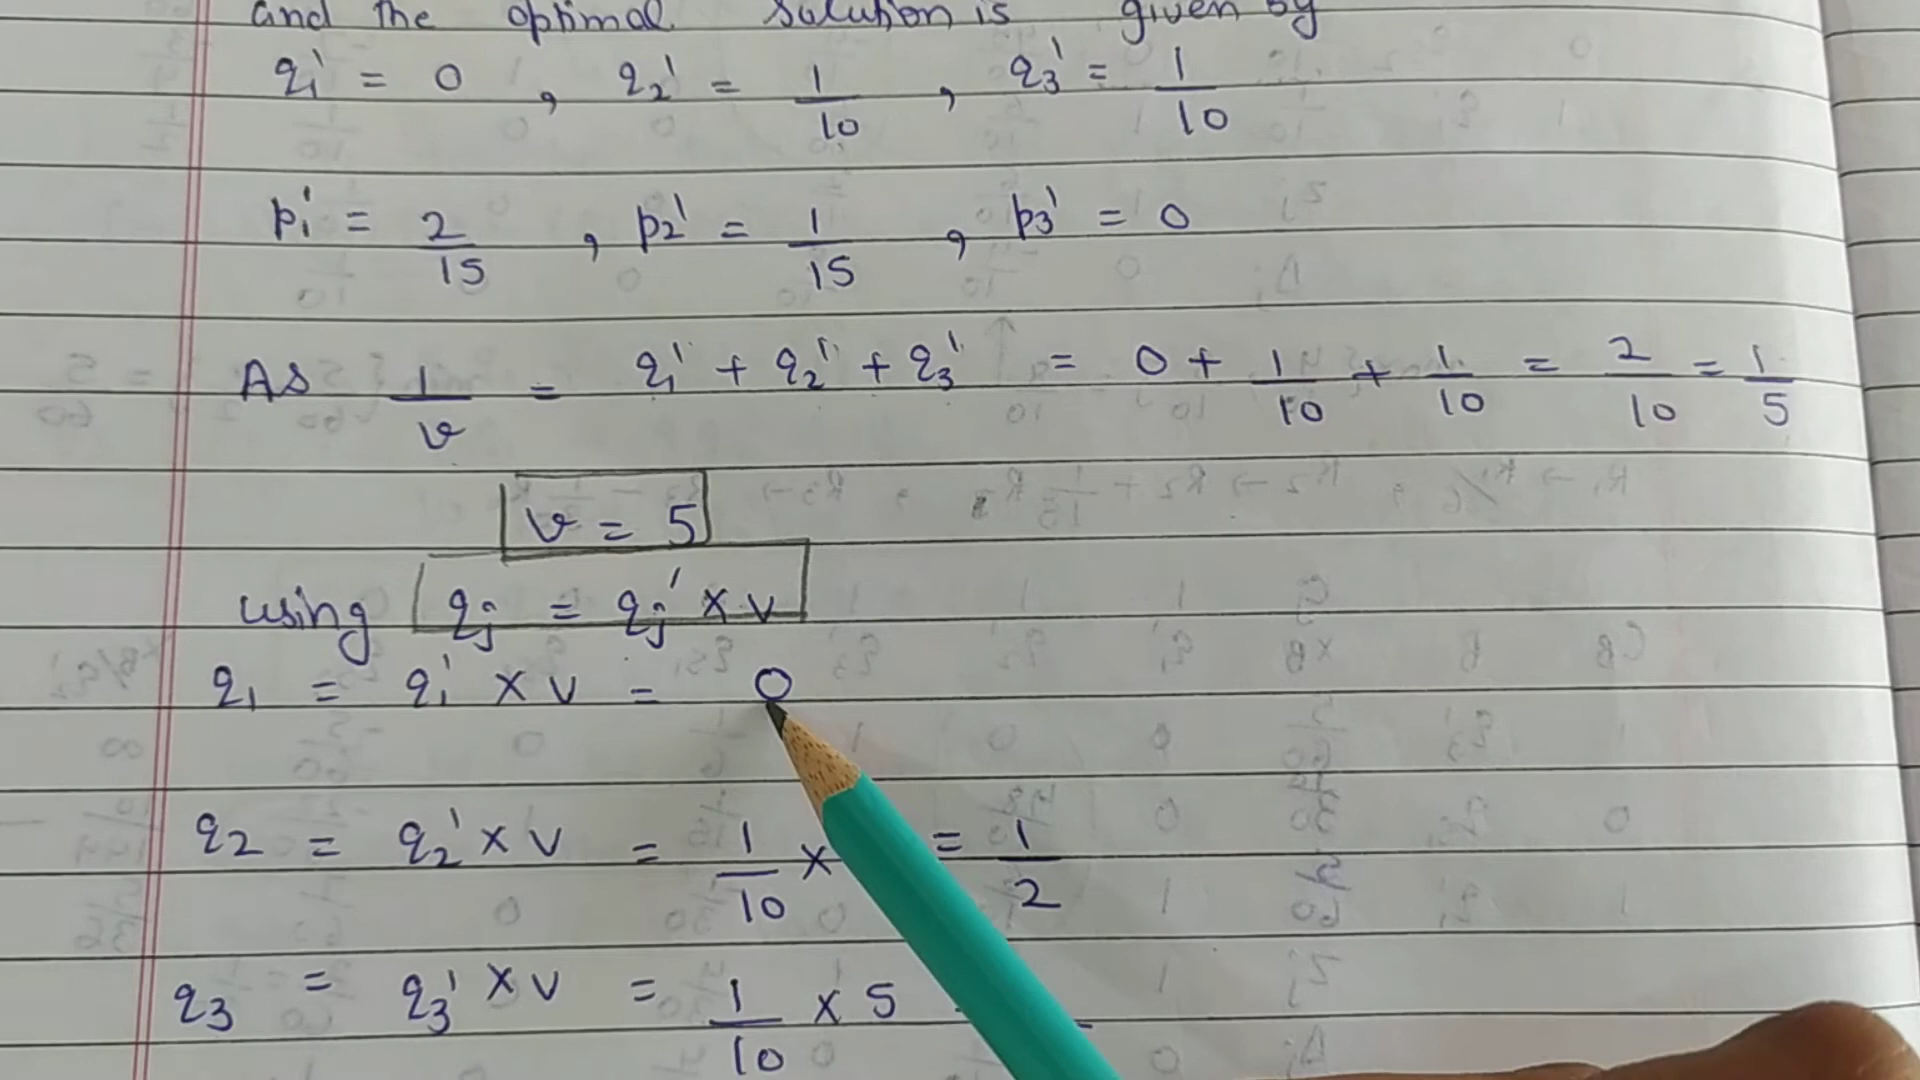 and the optimal solution is given by
q₁' = 0 , q₂' = 1/10 , q₃' = 1/10
p₁' = 2/15 , p₂' = 1/15 , p₃' = 0
As 1/v = q₁' + q₂' + q₃' = 0 + 1/10 + 1/10 = 2/10 = 1/5
v = 5
using qⱼ = qⱼ' × v
q₁ = q₁' × v = 0
q₂ = q₂' × v = 1/10 × = 1/2
q₃ = q₃' × v = 1/10 × 5